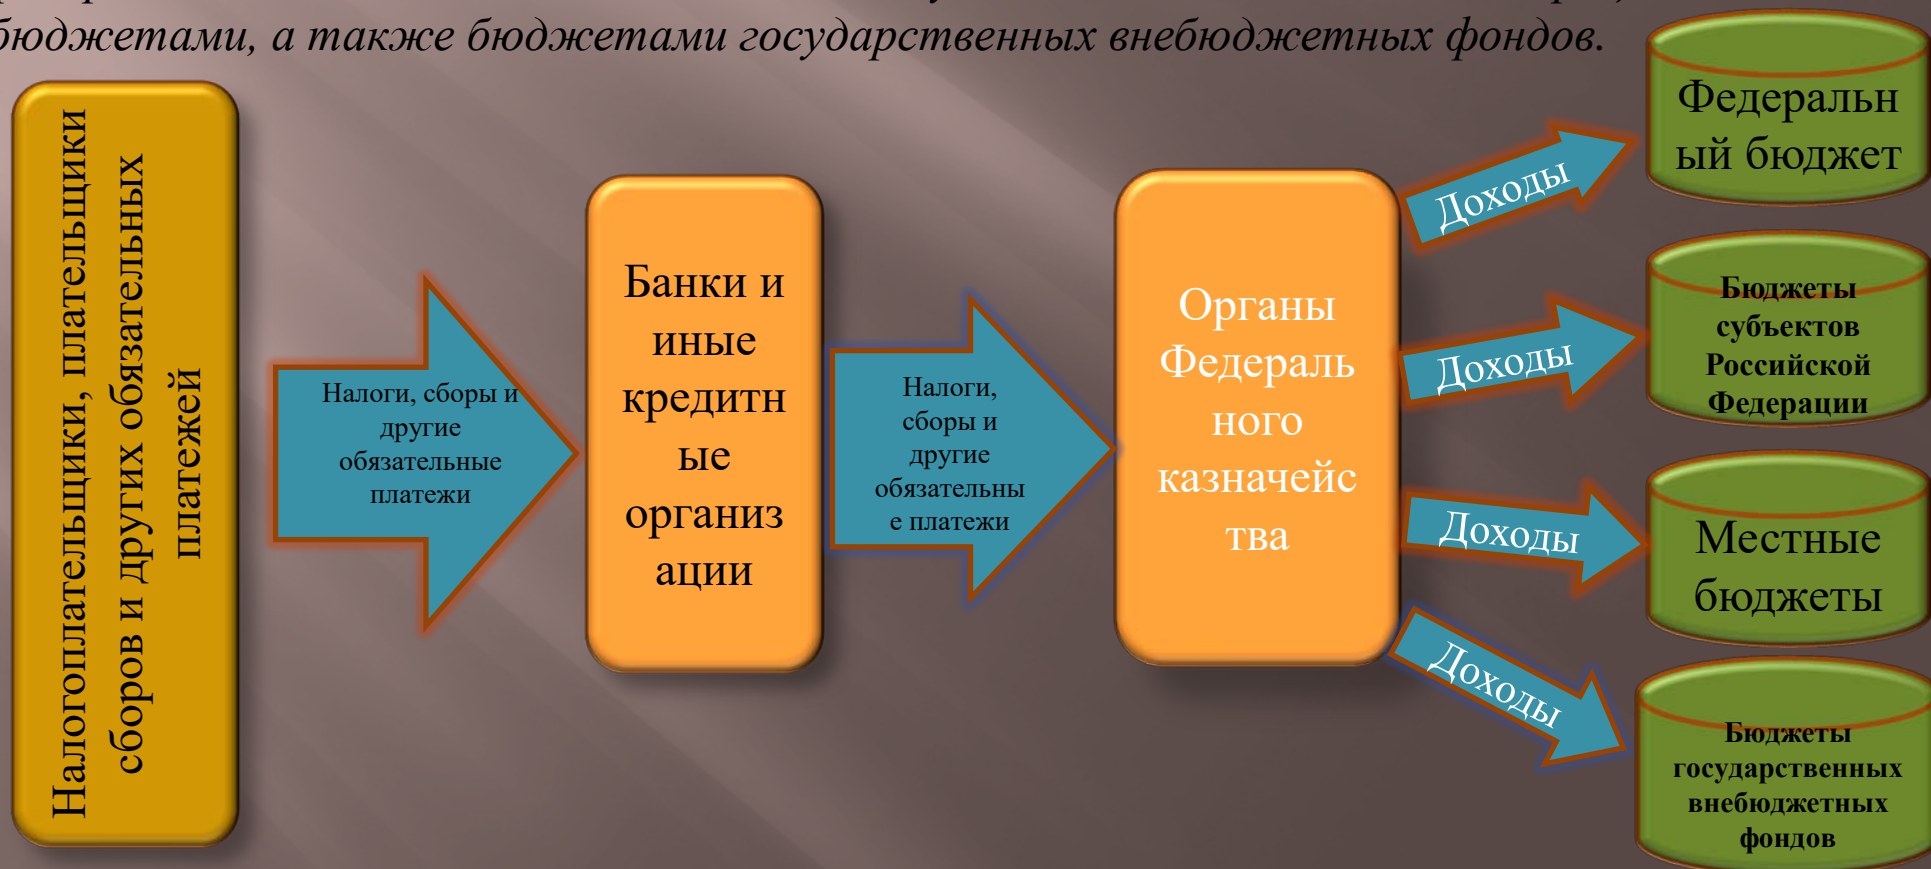 бюджетами, а также бюджетами государственных внебюджетных фондов.
Налогоплательщики, плательщики
сборов и других обязательных
платежей
Налоги, сборы и
другие
обязательные
платежи
Банки и
иные
кредитн
ые
организ
ации
Налоги,
сборы и
другие
обязательны
е платежи
Органы
Федераль
ного
казначейс
тва
Доходы
Доходы
Доходы
Доходы
Федеральн
ый бюджет
Бюджеты
субъектов
Российской
Федерации
Местные
бюджеты
Бюджеты
государственных
внебюджетных
фондов